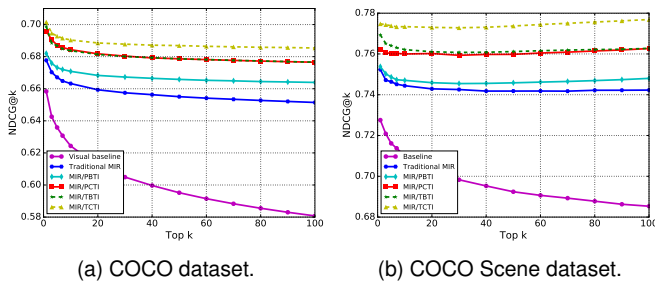 0.70
0.68
0.66
0.64
0.62
0.60
0.58
NDCG@k
Visual baseline
Traditional MIR
MIR/PBTI
MIR/PCTI
MIR/TBTI
MIR/TCTI
0 20 40 60 80 100
Top k
(a) COCO dataset.
0.78
0.76
0.74
0.72
0.70
0.68
NDCG@k
Baseline
Traditional MIR
MIR/PBTI
MIR/PCTI
MIR/TBTI
MIR/TCTI
0 20 40 60 80 100
Top k
(b) COCO Scene dataset.